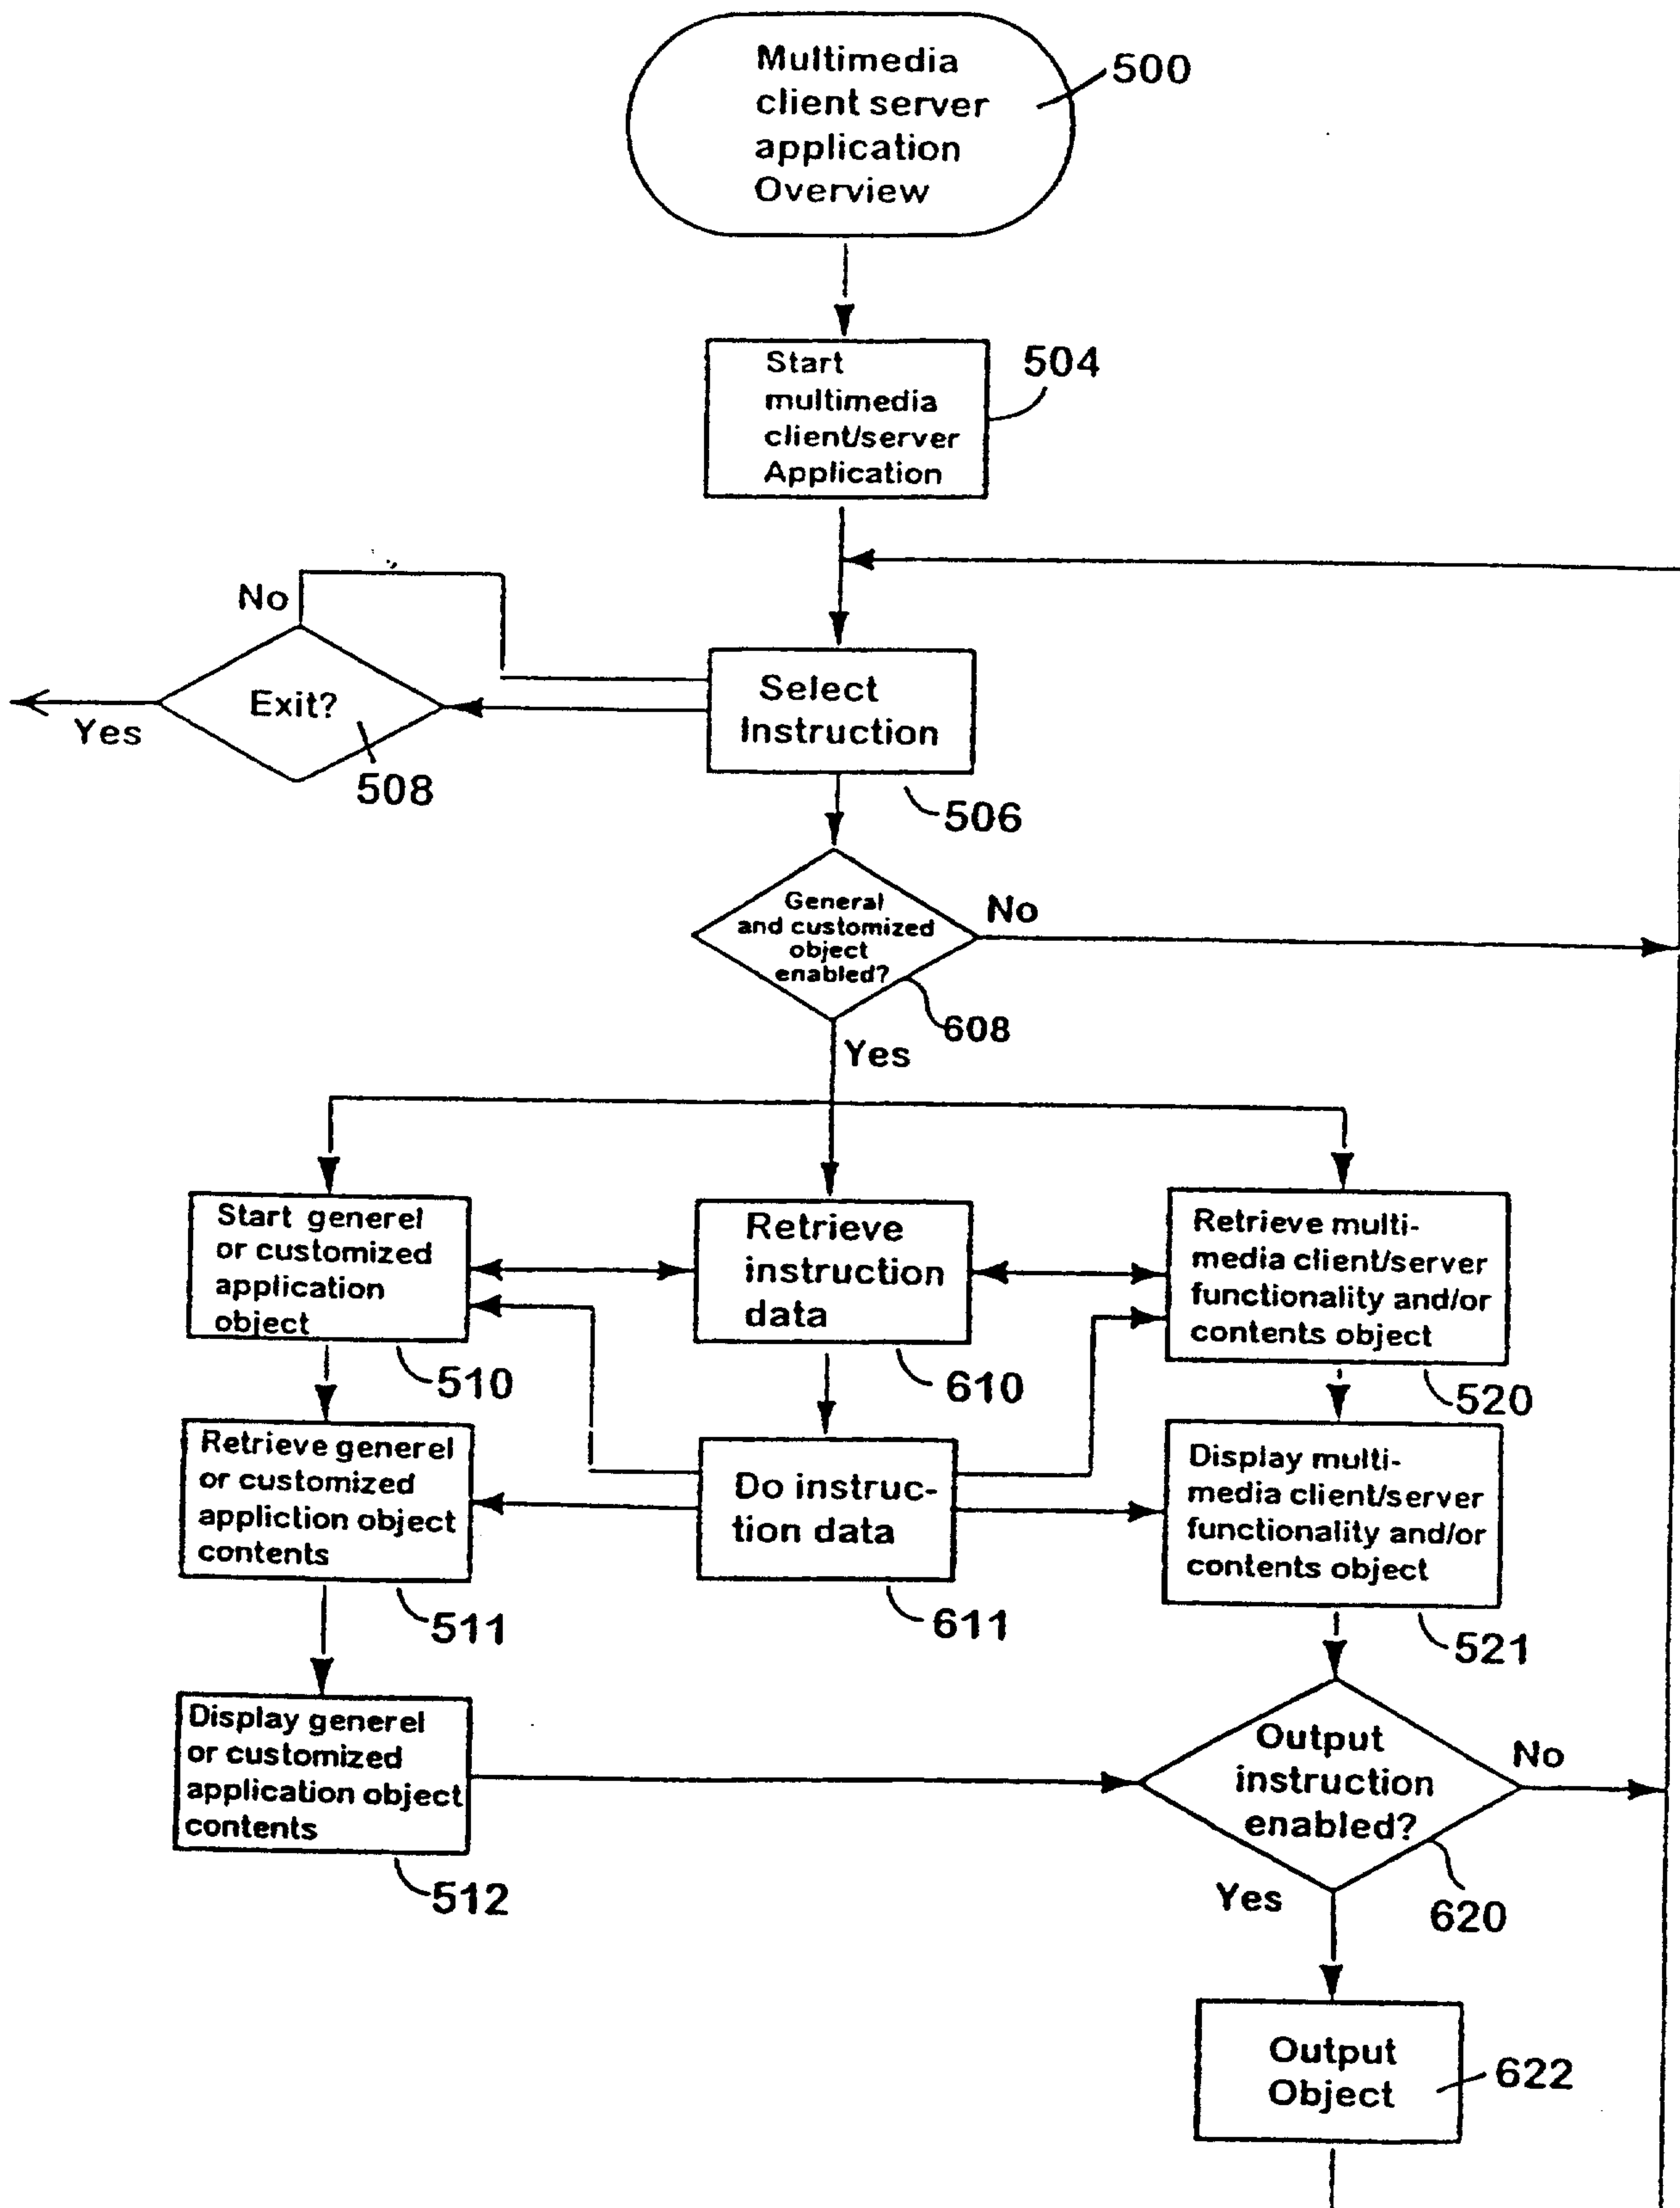 Multimedia
client server
application
Overview
500
Start
multimedia
client/server
Application
504
No
Exit?
Yes
508
Select
Instruction
506
General
and customized
object
enabled?
No
608
Yes
Start generel
or customized
application
object
510
Retrieve
instruction
data
610
Retrieve multi-
media client/server
functionality and/or
contents object
520
Retrieve generel
or customized
appliction object
contents
511
Do instruc-
tion data
611
Display multi-
media client/server
functionality and/or
contents object
521
Display generel
or customized
application object
contents
512
Output
instruction
enabled?
No
Yes
620
Output
Object
622